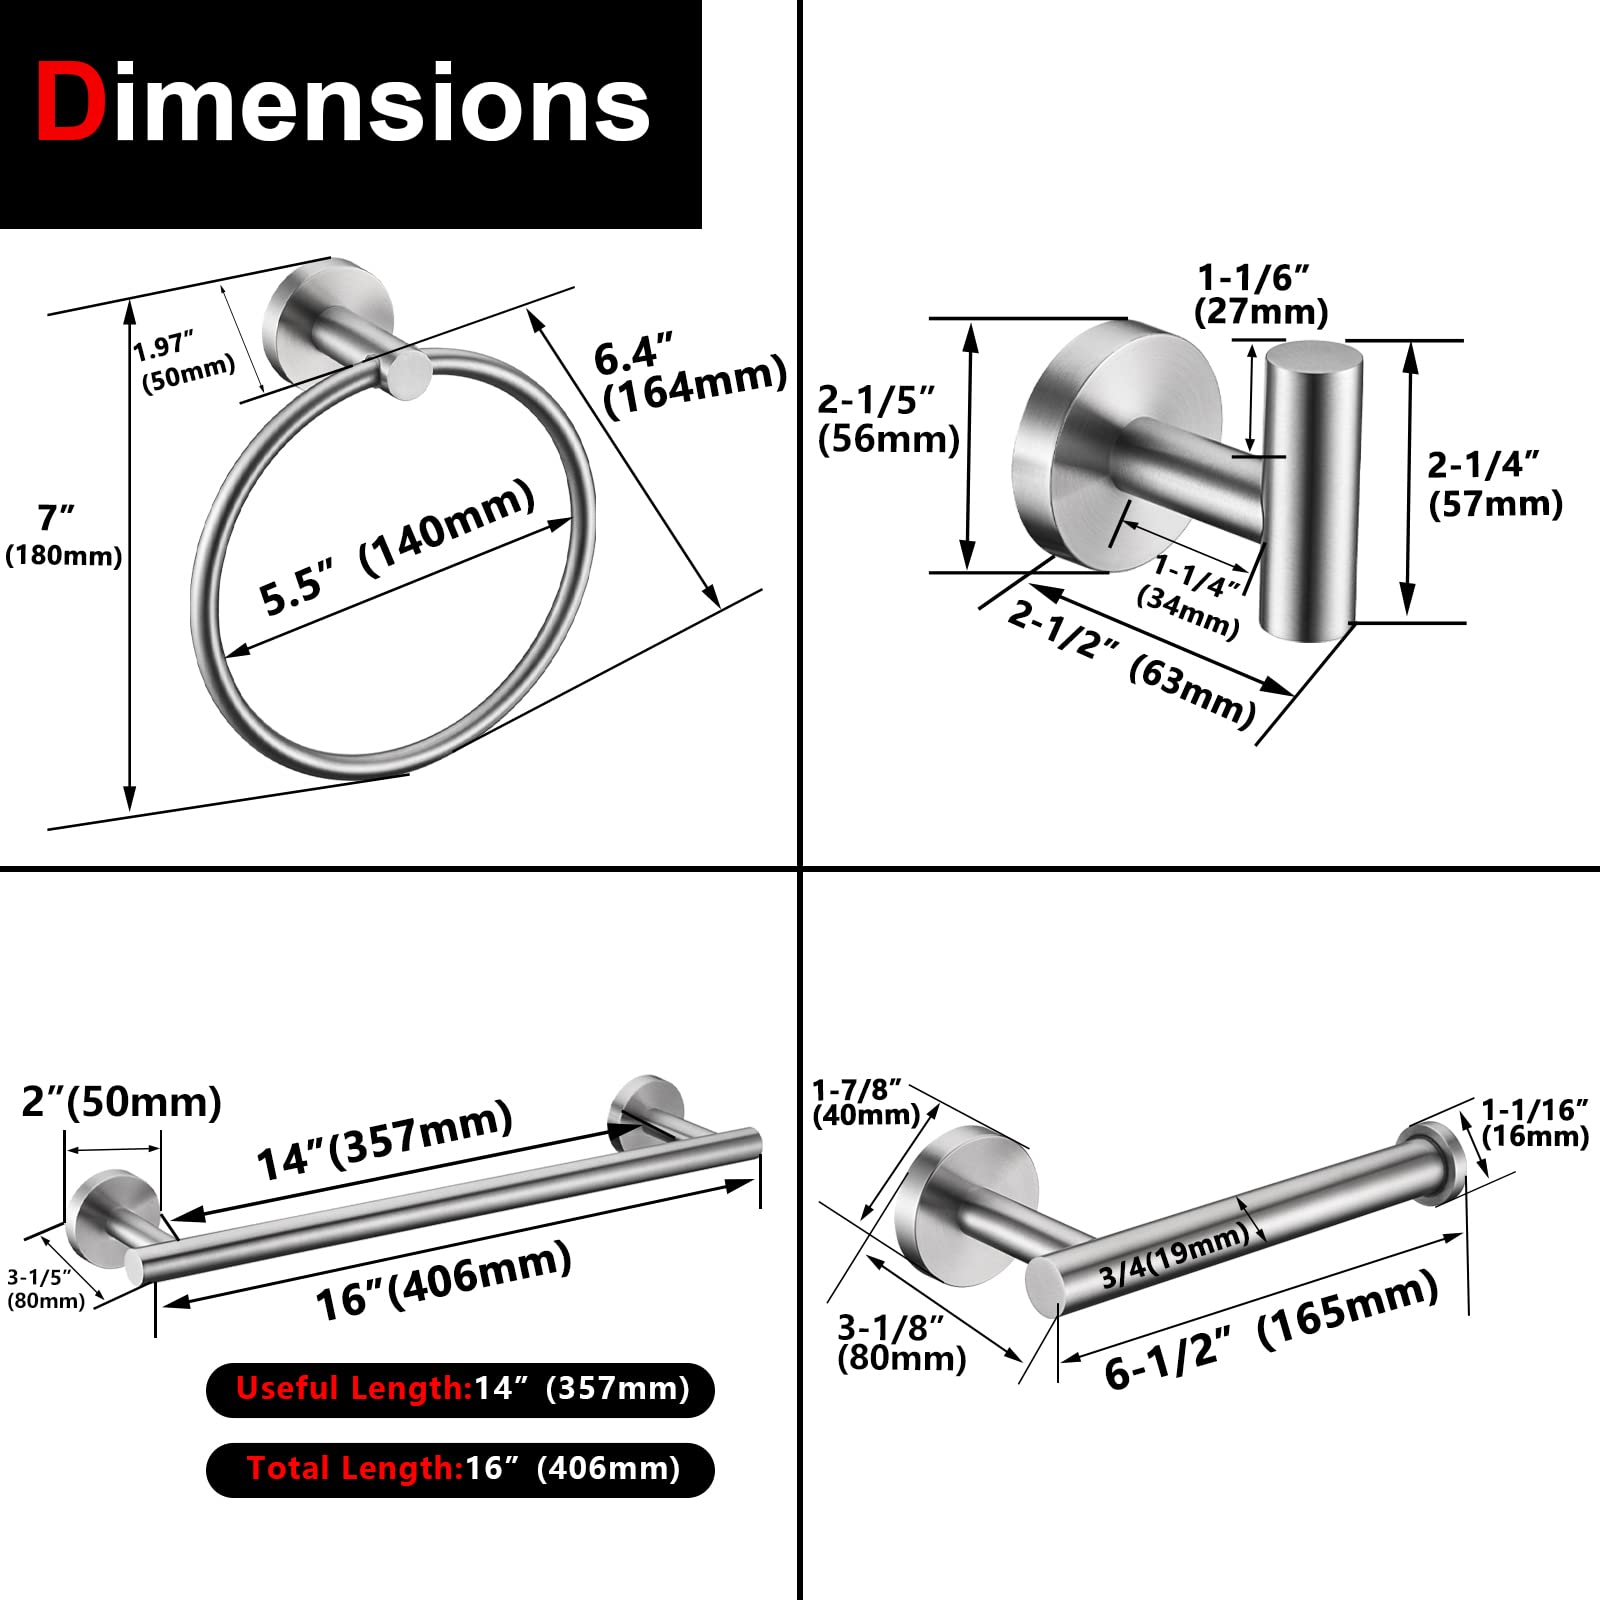 Dimensions
1.97”
(50mm)
6.4”
(164mm)
7”
(180mm)
5.5” (140mm)
1-1/6”
(27mm)
2-1/5”
(56mm)
2-1/4”
(57mm)
1-1/4”
(34mm)
2-1/2” (63mm)
2”(50mm)
14”(357mm)
3-1/5”
(80mm)
16”(406mm)
Useful Length:14” (357mm)
Total Length:16” (406mm)
1-7/8”
(40mm)
1-1/16”
(16mm)
3/4(19mm)
3-1/8”
(80mm)
6-1/2” (165mm)